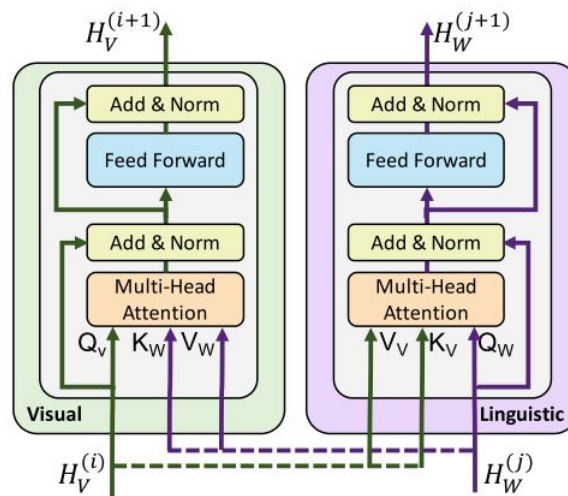 H_V^{(i+1)} H_W^{(j+1)}
Add & Norm Add & Norm
Feed Forward Feed Forward
Add & Norm Add & Norm
Multi-Head Attention Multi-Head Attention
Q_v K_W V_W V_V K_V Q_W
Visual Linguistic
H_V^{(i)} H_W^{(j)}